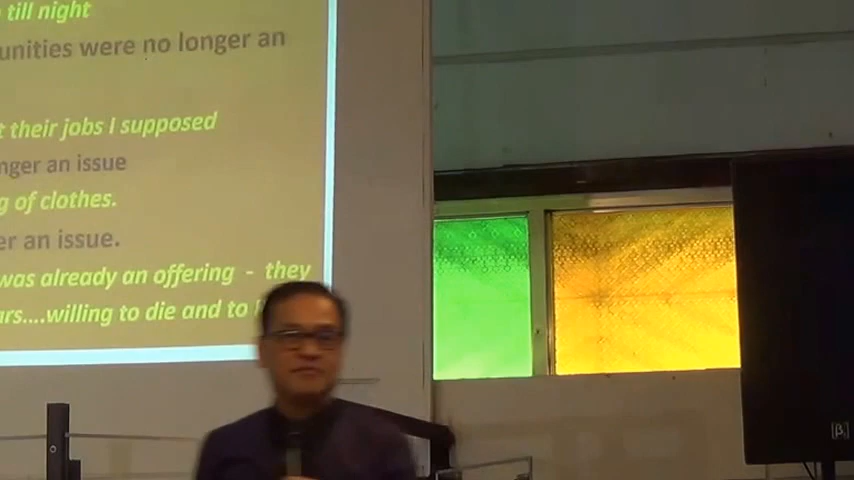 till night
unities were no longer an
their jobs I supposed
nger an issue
of clothes.
er an issue.
was already an offering - they
ars....willing to die and to